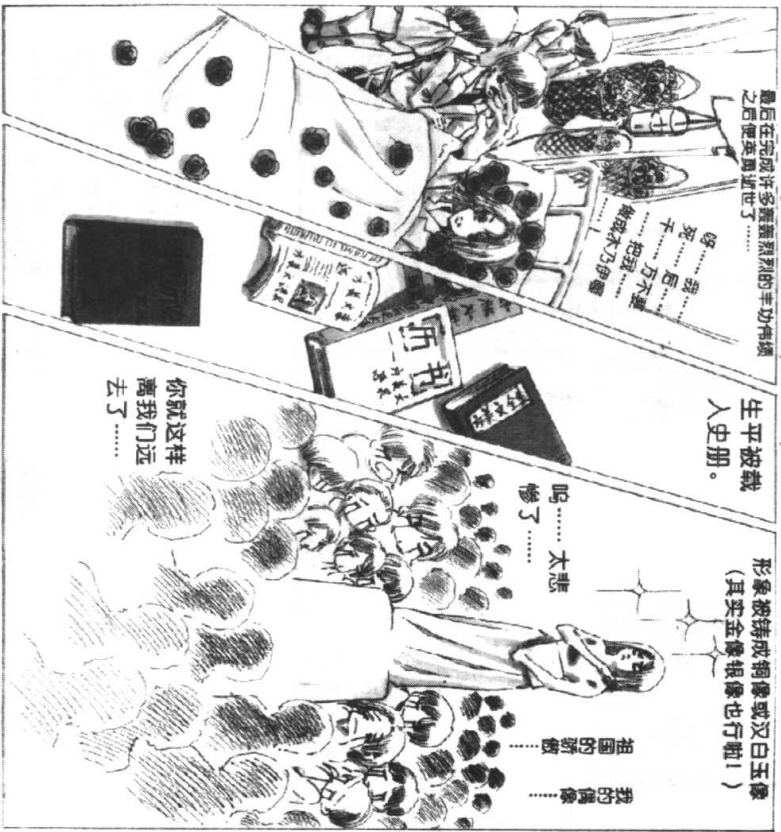 最后在完成许多轰轰烈烈的丰功伟绩
之后便英勇逝世了……
好……我……
死……后……
千……万不要
……把我……
做成木乃伊喔
……
生平被载
入史册。
历书
形象被铸成铜像或汉白玉像
（其实金像银像也行啦！）
呜……太悲
惨了……
你就这样
离我们远
去了……
祖国的骄傲……
我的偶像……